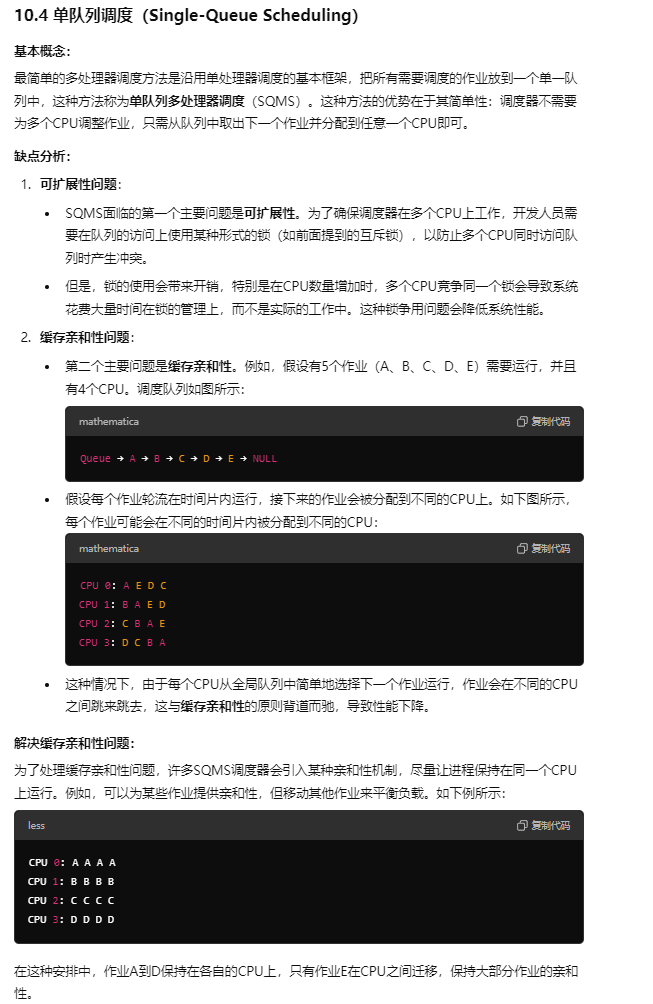 10.4 单队列调度（Single-Queue Scheduling）
基本概念：
最简单的多处理器调度方法是沿用单处理器调度的基本框架，把所有需要调度的作业放到一个单一队
列中，这种方法称为单队列多处理器调度（SQMS）。这种方法的优势在于其简单性：调度器不需要
为多个CPU调整作业，只需从队列中取出下一个作业并分配到任意一个CPU即可。
缺点分析：
1. 可扩展性问题：
• SQMS面临的第一个主要问题是可扩展性。为了确保调度器在多个CPU上工作，开发人员需
要在队列的访问上使用某种形式的锁（如前面提到的互斥锁），以防止多个CPU同时访问队
列时产生冲突。
• 但是，锁的使用会带来开销，特别是在CPU数量增加时，多个CPU竞争同一个锁会导致系统
花费大量时间在锁的管理上，而不是实际的工作中。这种锁争用问题会降低系统性能。
2. 缓存亲和性问题：
• 第二个主要问题是缓存亲和性。例如，假设有5个作业（A、B、C、D、E）需要运行，并且
有4个CPU。调度队列如图所示：
mathematica 复制代码
Queue → A → B → C → D → E → NULL
• 假设每个作业轮流在时间片内运行，接下来的作业会被分配到不同的CPU上。如下图所示，
每个作业可能会在不同的时间片内被分配到不同的CPU：
mathematica 复制代码
CPU 0: A E D C
CPU 1: B A E D
CPU 2: C B A E
CPU 3: D C B A
• 这种情况下，由于每个CPU从全局队列中简单地选择下一个作业运行，作业会在不同的CPU
之间跳来跳去，这与缓存亲和性的原则背道而驰，导致性能下降。
解决缓存亲和性问题：
为了处理缓存亲和性问题，许多SQMS调度器会引入某种亲和性机制，尽量让进程保持在同一个CPU
上运行。例如，可以为某些作业提供亲和性，但移动其他作业来平衡负载。如下例所示：
less 复制代码
CPU 0: A A A A
CPU 1: B B B B
CPU 2: C C C C
CPU 3: D D D D
在这种安排中，作业A到D保持在各自的CPU上，只有作业E在CPU之间迁移，保持大部分作业的亲和
性。